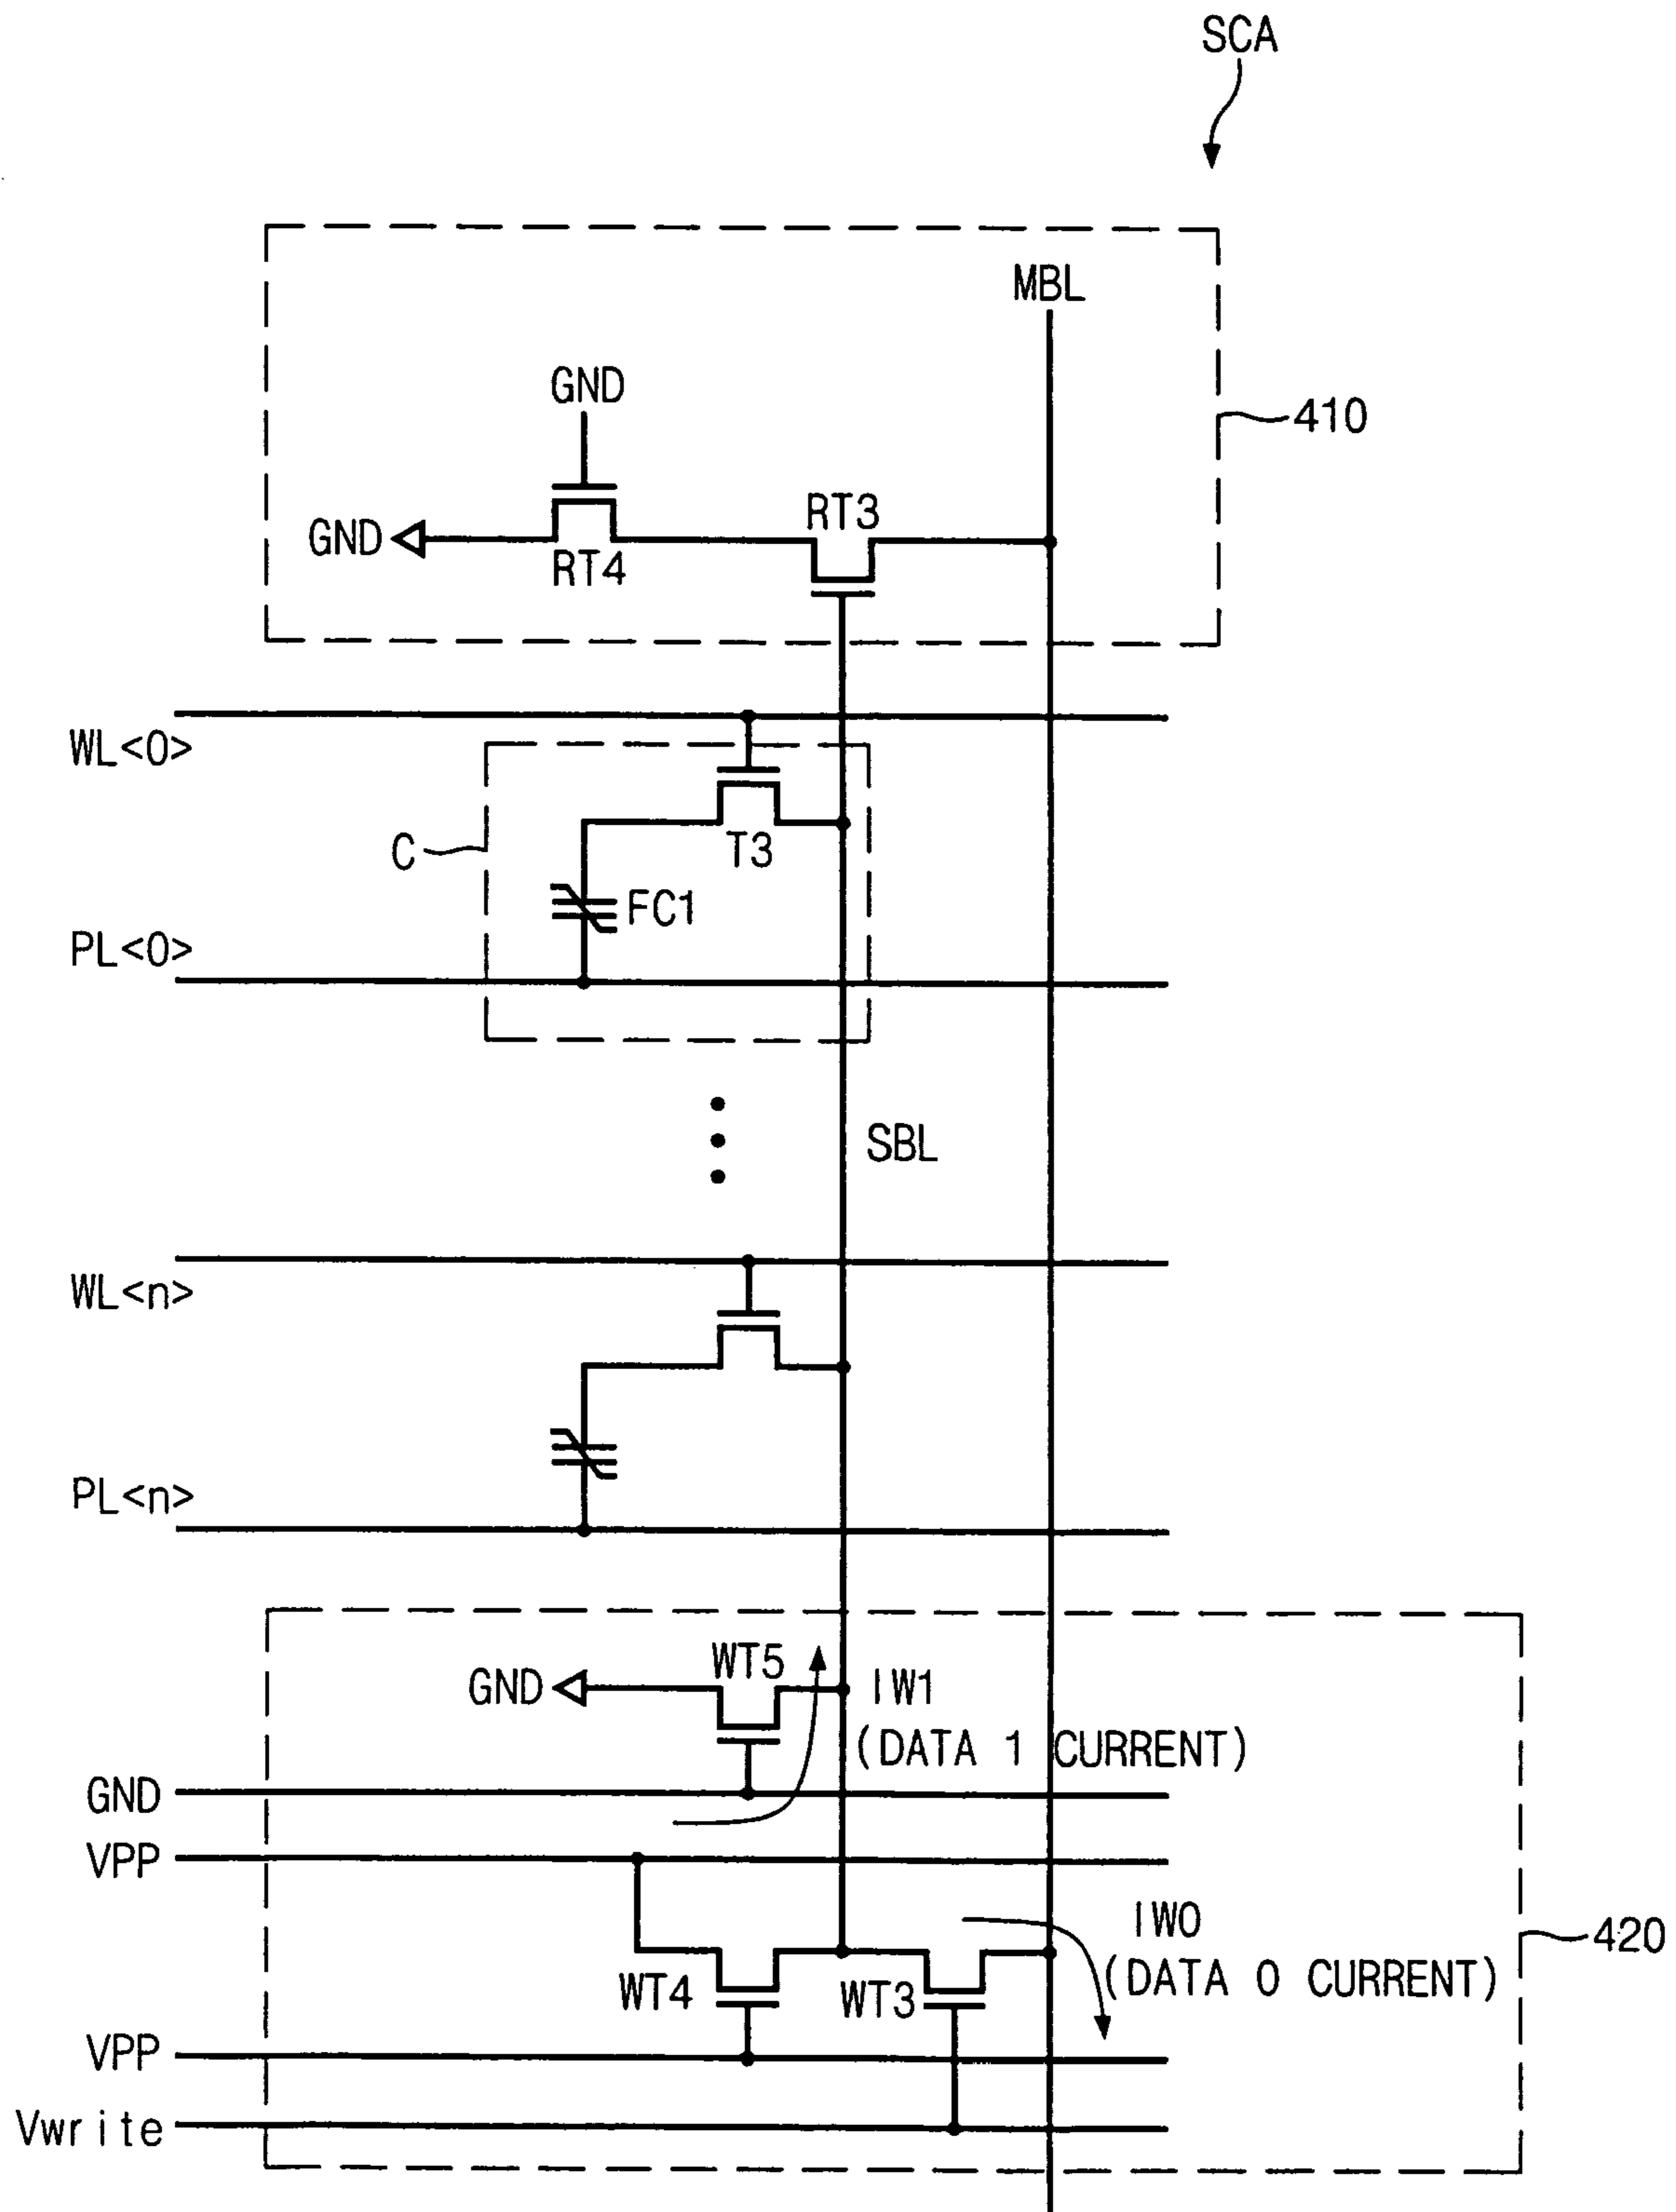 SCA
MBL
GND
410
RT3
GND
RT4
WL<0>
T3
C
FC1
PL<0>
SBL
WL<n>
PL<n>
WT5
GND
IW1
(DATA 1 CURRENT)
GND
VPP
IW0
420
(DATA 0 CURRENT)
WT4
WT3
VPP
Vwrite